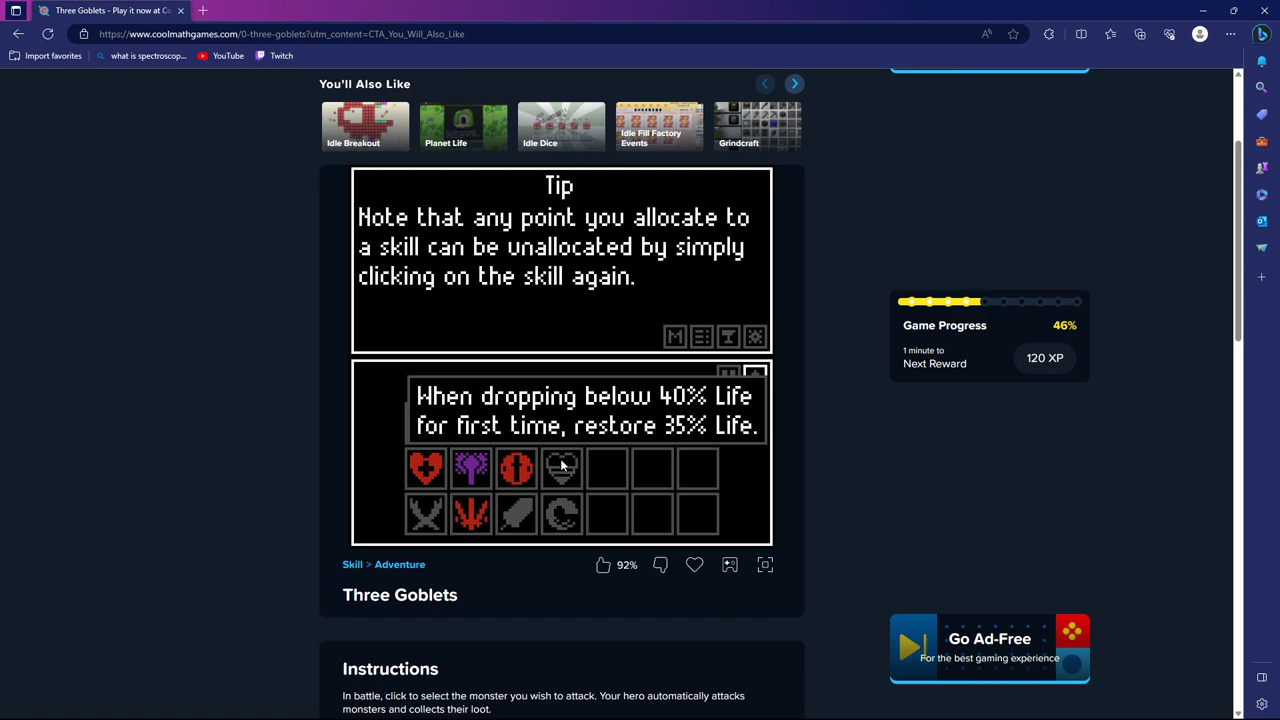 Three Goblets - Play it now at Co
https://www.coolmathgames.com/0-three-goblets?utm_content=CTA_You_Will_Also_Like
Import favorites
what is spectroscop...
YouTube
Twitch
You'll Also Like
Idle Breakout
Planet Life
Idle Dice
Idle Fill Factory
Events
Grindcraft
Tip
Note that any point you allocate to
a skill can be unallocated by simply
clicking on the skill again.
When dropping below 40% Life
for first time, restore 35% Life.
Skill > Adventure
92%
Three Goblets
Instructions
In battle, click to select the monster you wish to attack. Your hero automatically attacks
monsters and collects their loot.
Game Progress
46%
1 minute to
Next Reward
120 XP
Go Ad-Free
For the best gaming experience